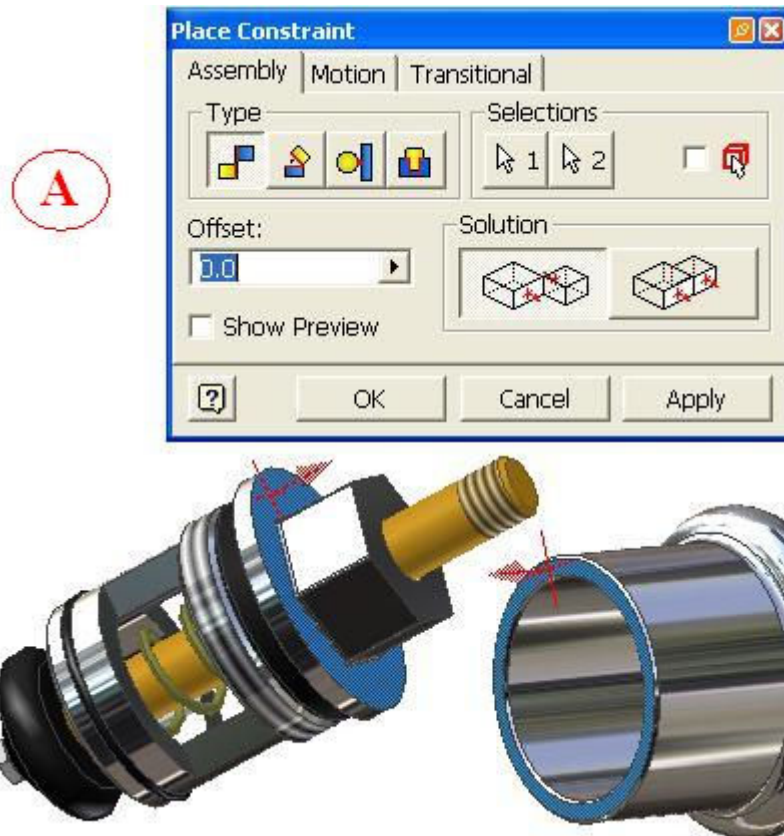 Place Constraint
Assembly Motion Transitional
Type Selections
1 2
A
Offset: Solution
0.0
Show Preview
? OK Cancel Apply